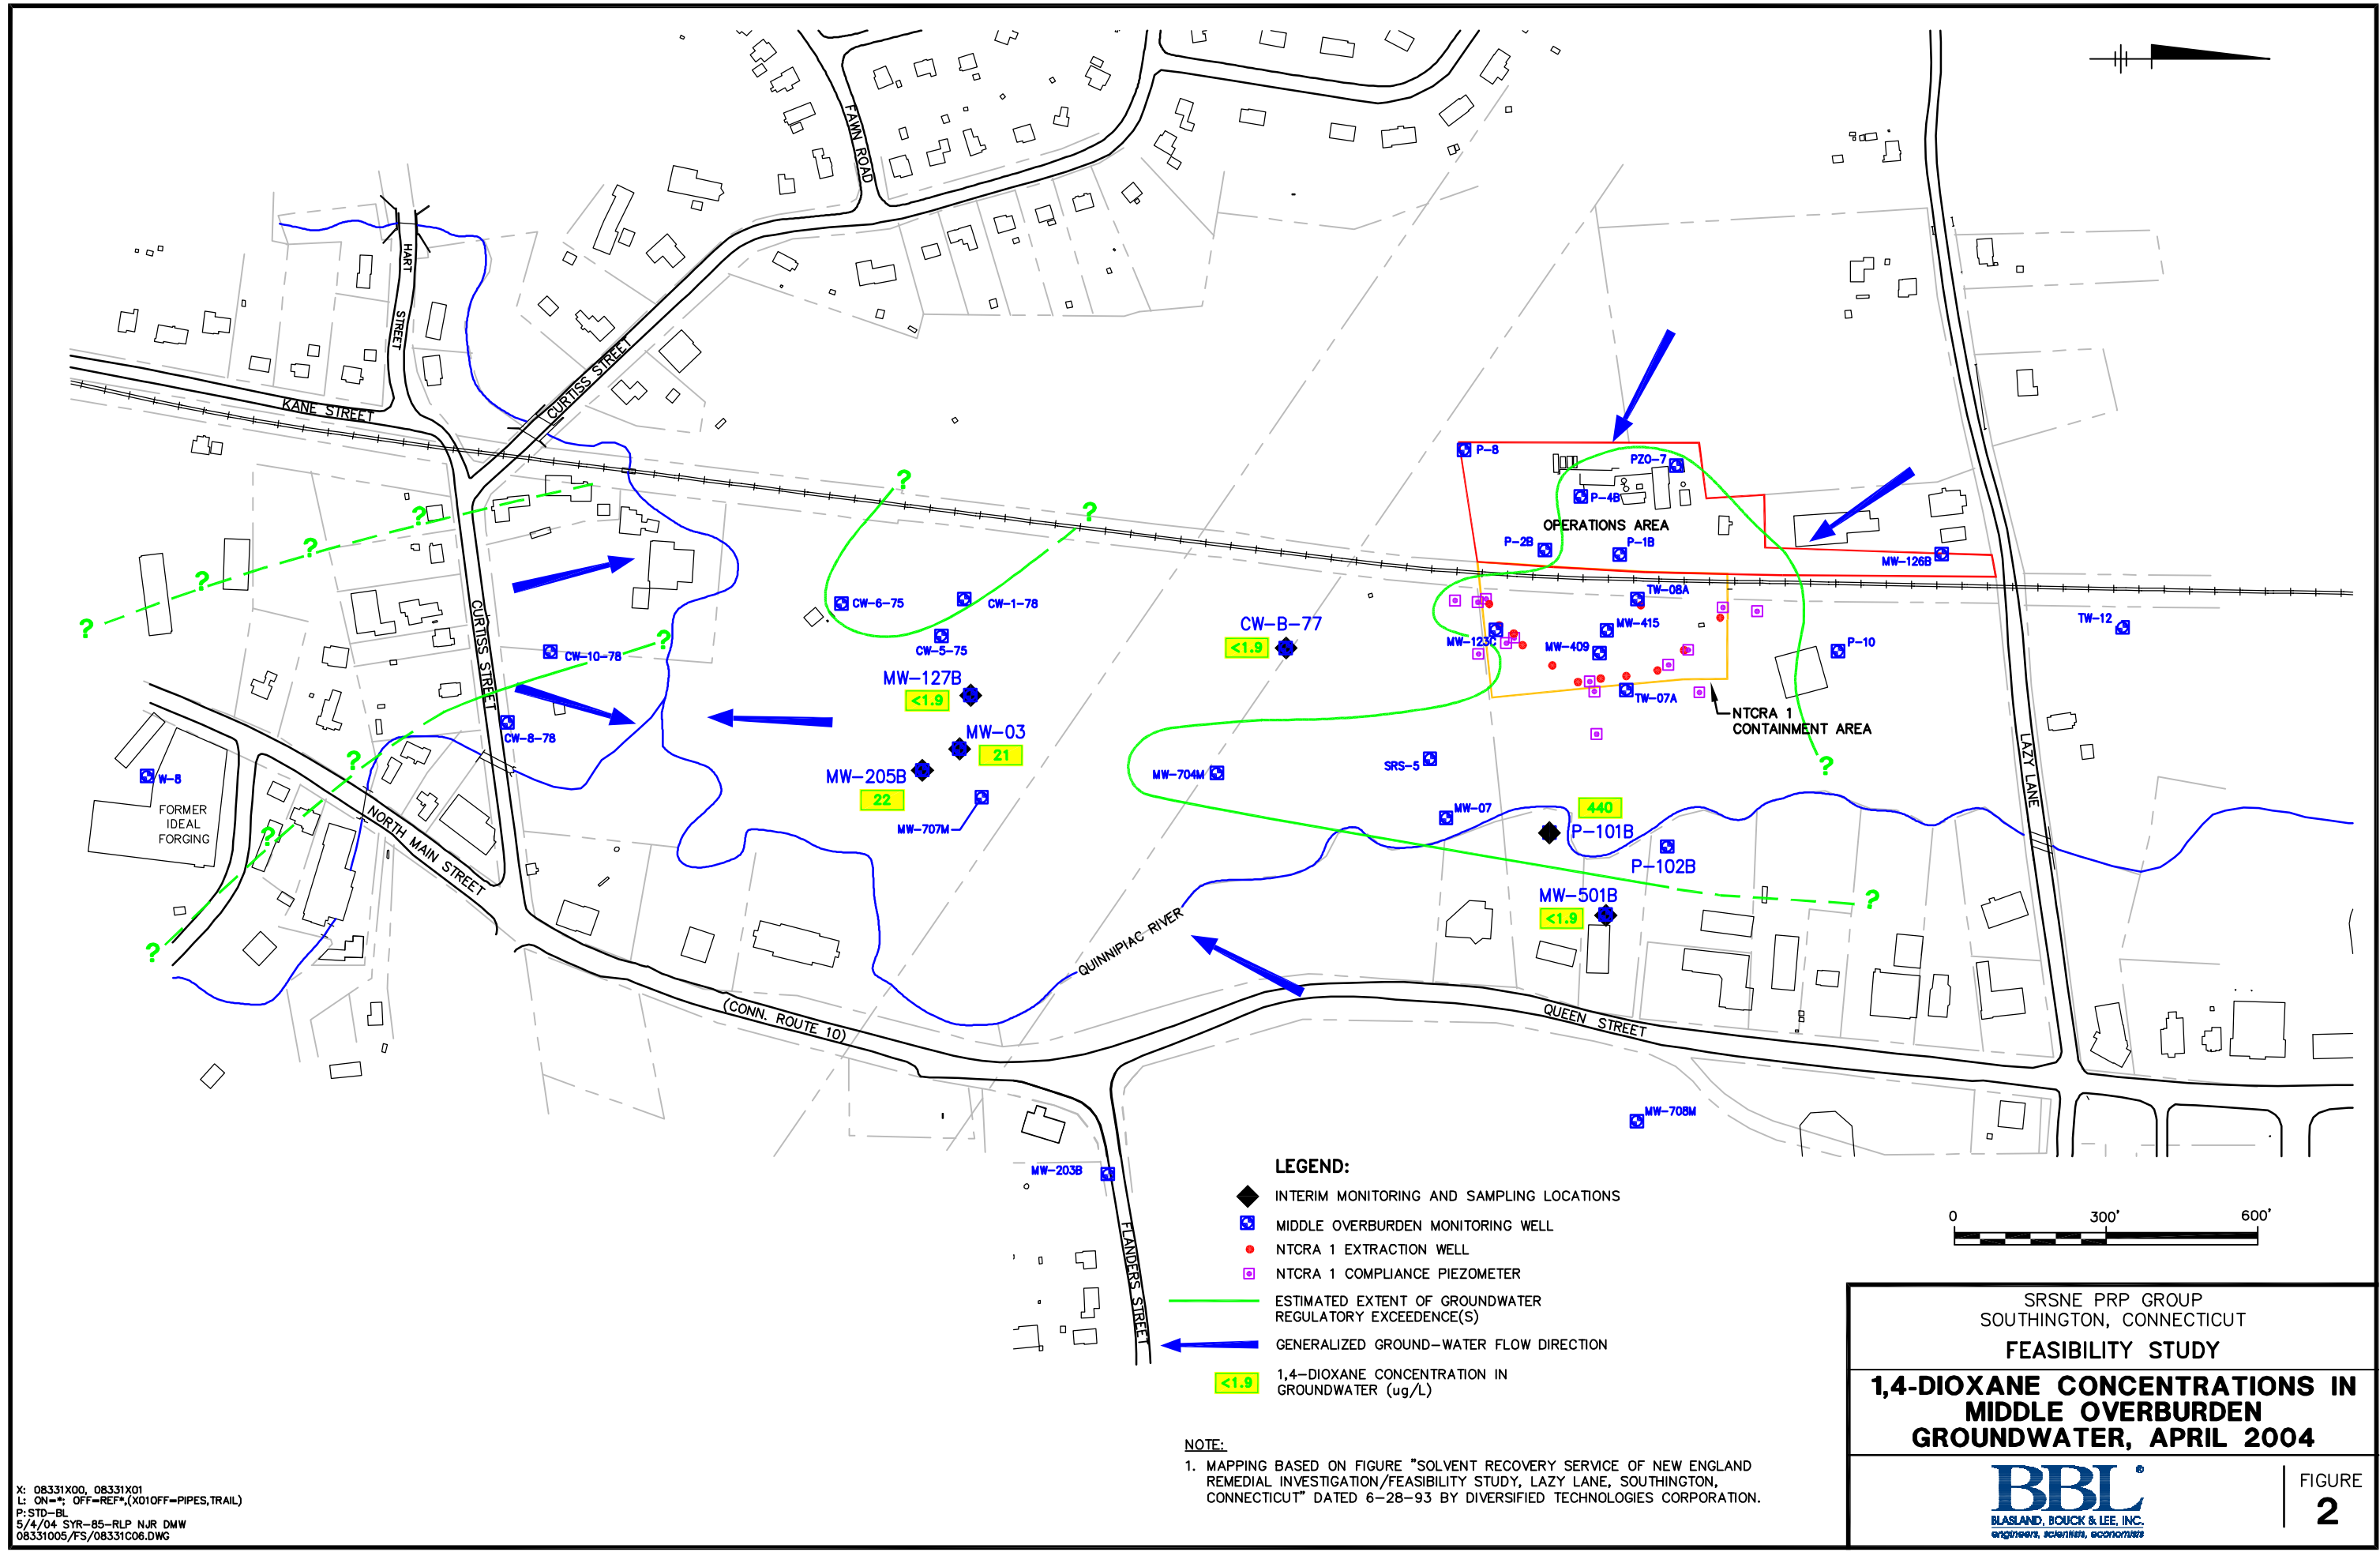 FAWN ROAD
HART
STREET
KANE STREET
CURTISS STREET
CURTISS STREET
?
?
?
?
?
?
?
?
?
?
?
?
?
P-8
PZO-7
P-4B
OPERATIONS AREA
P-2B
P-1B
MW-126B
TW-08A
MW-415
MW-123C
MW-409
TW-07A
TW-12
P-10
NTCRA 1
CONTAINMENT AREA
CW-6-75
CW-1-78
CW-5-75
CW-B-77
<1.9
MW-127B
<1.9
MW-03
21
MW-205B
22
MW-707M
CW-10-78
CW-8-78
W-8
FORMER
IDEAL
FORGING
NORTH MAIN STREET
MW-704M
SRS-5
MW-07
440
P-101B
P-102B
MW-501B
<1.9
LAZY LANE
QUINNIPIAC RIVER
(CONN. ROUTE 10)
QUEEN STREET
MW-708M
MW-203B
FLANDERS STREET
LEGEND:
INTERIM MONITORING AND SAMPLING LOCATIONS
MIDDLE OVERBURDEN MONITORING WELL
NTCRA 1 EXTRACTION WELL
NTCRA 1 COMPLIANCE PIEZOMETER
ESTIMATED EXTENT OF GROUNDWATER
REGULATORY EXCEEDENCE(S)
GENERALIZED GROUND-WATER FLOW DIRECTION
<1.9
1,4-DIOXANE CONCENTRATION IN
GROUNDWATER (ug/L)
NOTE:
1. MAPPING BASED ON FIGURE "SOLVENT RECOVERY SERVICE OF NEW ENGLAND
REMEDIAL INVESTIGATION/FEASIBILITY STUDY, LAZY LANE, SOUTHINGTON,
CONNECTICUT" DATED 6-28-93 BY DIVERSIFIED TECHNOLOGIES CORPORATION.
0 300' 600'
SRSNE PRP GROUP
SOUTHINGTON, CONNECTICUT
FEASIBILITY STUDY
1,4-DIOXANE CONCENTRATIONS IN
MIDDLE OVERBURDEN
GROUNDWATER, APRIL 2004
BBL®
BLASLAND, BOUCK & LEE, INC.
engineers, scientists, economists
FIGURE
2
X: 08331X00, 08331X01
L: ON=*; OFF=REF*,(X01OFF=PIPES,TRAIL)
P:STD-BL
5/4/04 SYR-85-RLP NJR DMW
08331005/FS/08331C06.DWG